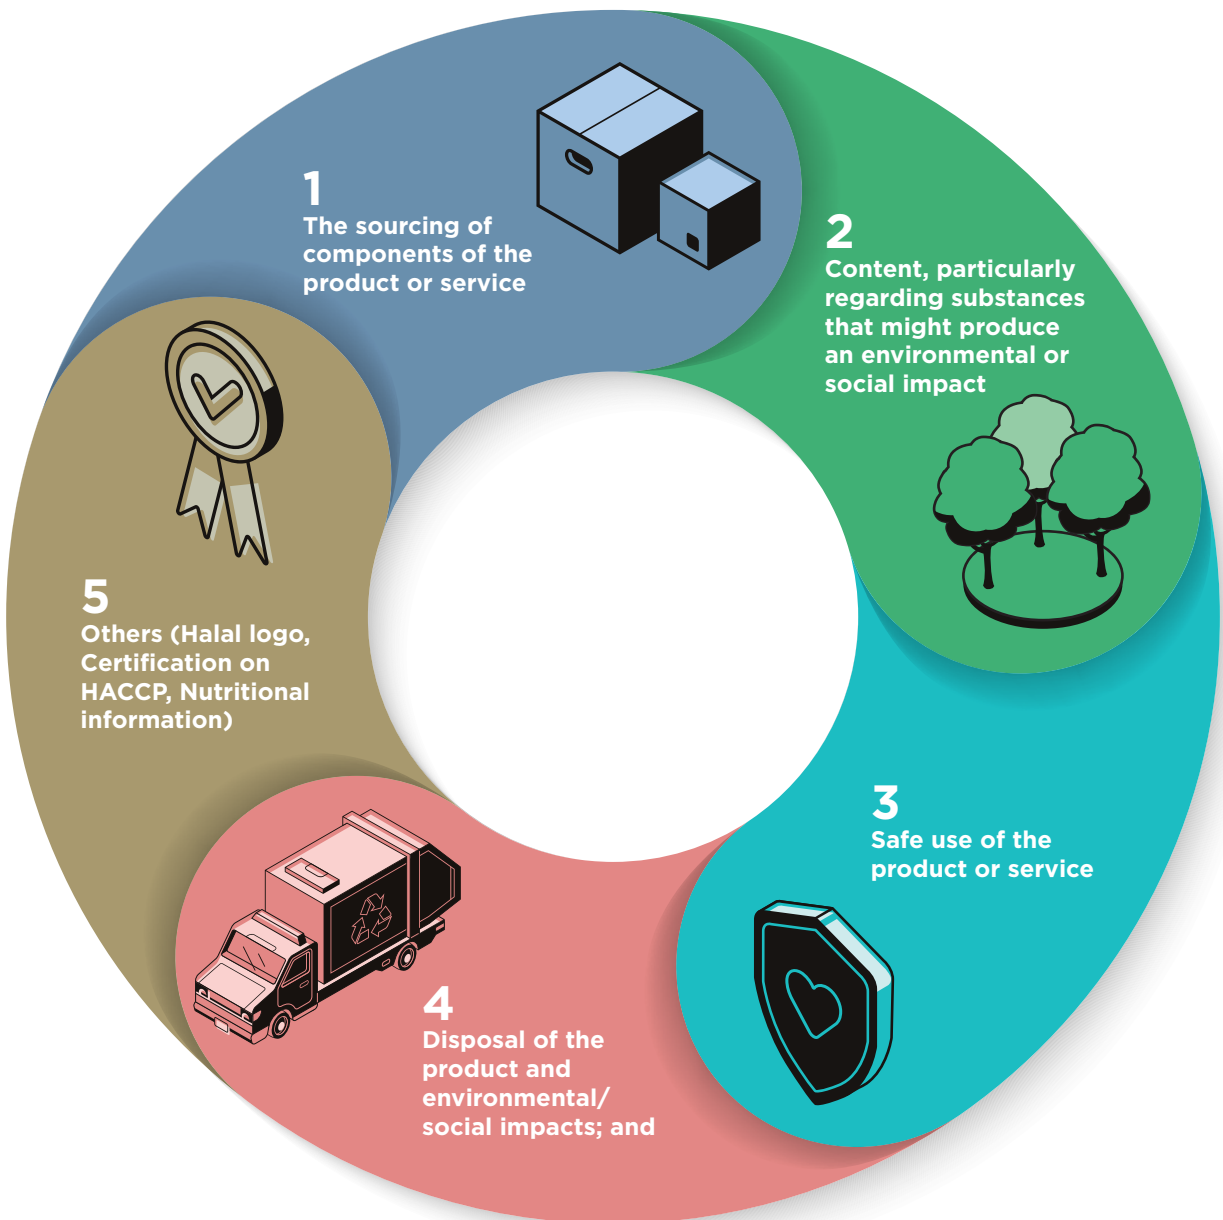 1
The sourcing of
components of the
product or service
2
Content, particularly
regarding substances
that might produce
an environmental or
social impact
3
Safe use of the
product or service
4
Disposal of the
product and
environmental/
social impacts; and
5
Others (Halal logo,
Certification on
HACCP, Nutritional
information)